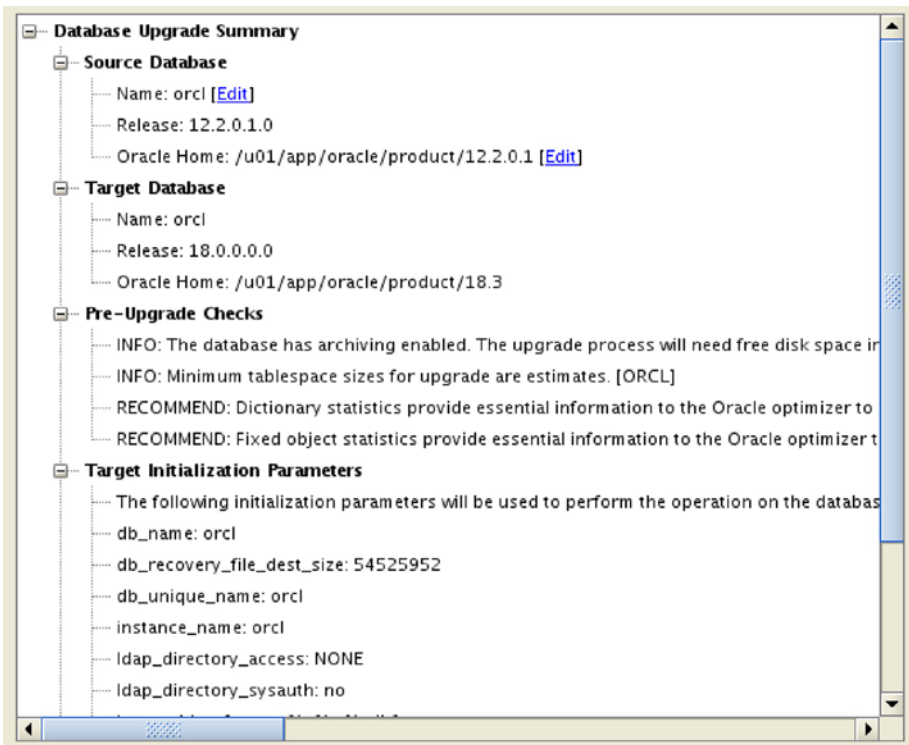 Database Upgrade Summary
Source Database
Name: orcl [Edit]
Release: 12.2.0.1.0
Oracle Home: /u01/app/oracle/product/12.2.0.1 [Edit]
Target Database
Name: orcl
Release: 18.0.0.0.0
Oracle Home: /u01/app/oracle/product/18.3
Pre-Upgrade Checks
INFO: The database has archiving enabled. The upgrade process will need free disk space in
INFO: Minimum tablespace sizes for upgrade are estimates. [ORCL]
RECOMMEND: Dictionary statistics provide essential information to the Oracle optimizer to
RECOMMEND: Fixed object statistics provide essential information to the Oracle optimizer t
Target Initialization Parameters
The following initialization parameters will be used to perform the operation on the databas
db_name: orcl
db_recovery_file_dest_size: 54525952
db_unique_name: orcl
instance_name: orcl
ldap_directory_access: NONE
ldap_directory_sysauth: no